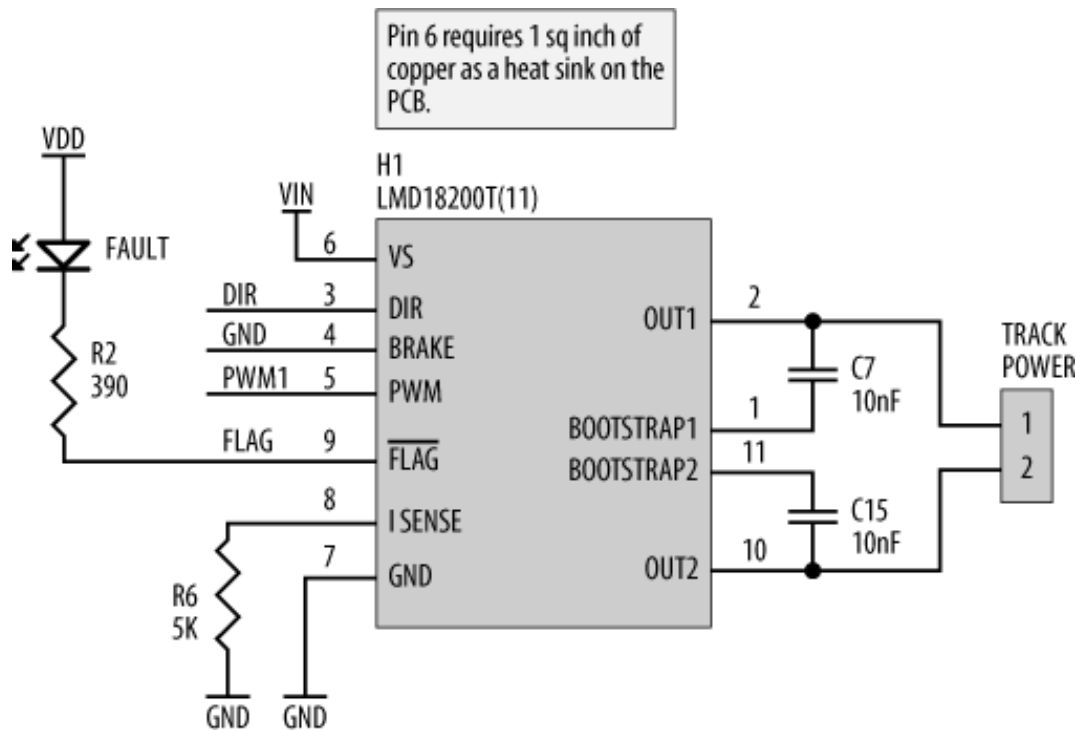 Pin 6 requires 1 sq inch of
copper as a heat sink on the
PCB.
VDD
H1
LMD18200T(11)
VIN
FAULT
6
VS
DIR
3
DIR
GND
4
BRAKE
PWM1
5
PWM
R2
390
FLAG
9
FLAG
8
I SENSE
7
GND
R6
5K
GND
GND
OUT1
2
C7
10nF
BOOTSTRAP1
1
BOOTSTRAP2
11
C15
10nF
OUT2
10
TRACK
POWER
1
2